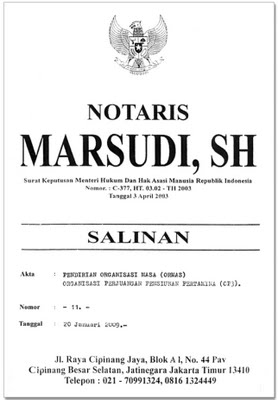 NOTARIS
MARSUDI, SH
Surat Keputusan Menteri Hukum Dan Hak Asasi Manusia Republik Indonesia
Nomor. : C-377, HT. 03.02 - TH 2003
Tanggal 3 April 2003
SALINAN
Akta : PENDIRIAN ORGANISASI MASA (ORMAS)
ORGANISASI PERJUANGAN PENSIUNAN PERTAMINA (OP3).
Nomor : - 11. -
Tanggal : 20 Januari 2009.-
Jl. Raya Cipinang Jaya, Blok A I, No. 44 Pav
Cipinang Besar Selatan, Jatinegara Jakarta Timur 13410
Telepon : 021 - 70991324, 0816 1324449